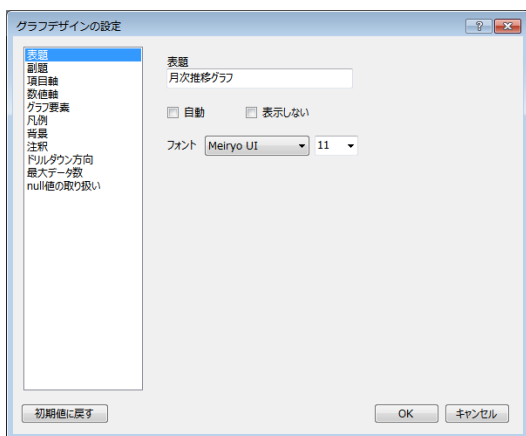 グラフデザインの設定
?
表題
副題
項目軸
数値軸
グラフ要素
凡例
背景
注釈
ドリルダウン方向
最大データ数
null値の取り扱い
表題
月次推移グラフ
自動 表示しない
フォント Meiryo UI 11
初期値に戻す OK キャンセル